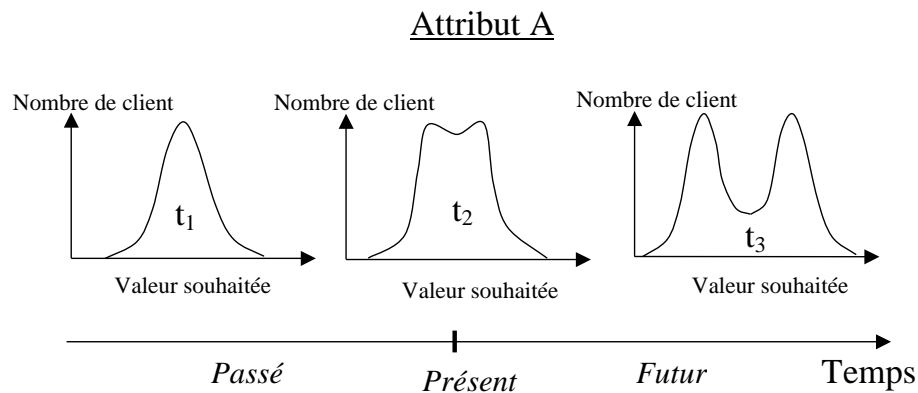 Attribut A
Nombre de client
Nombre de client
Nombre de client
t₁
t₂
t₃
Valeur souhaitée
Valeur souhaitée
Valeur souhaitée
Passé
Présent
Futur
Temps